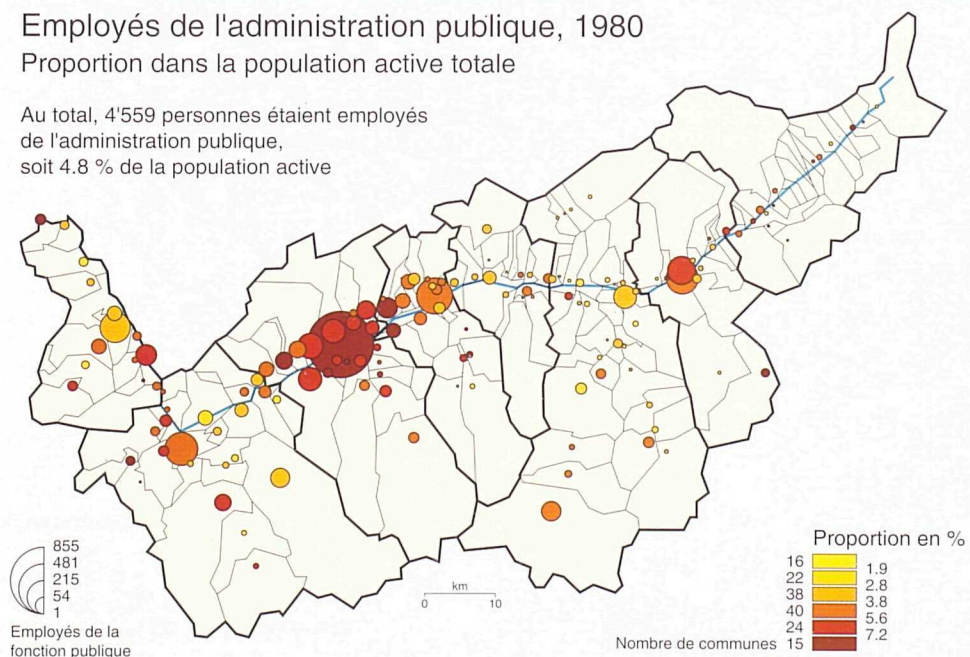 Employés de l'administration publique, 1980
Proportion dans la population active totale
Au total, 4'559 personnes étaient employés
de l'administration publique,
soit 4.8 % de la population active
855
481
215
54
1
Employés de la
fonction publique
km
0 10
Proportion en %
16
1.9
22
2.8
38
3.8
40
5.6
24
7.2
Nombre de communes 15